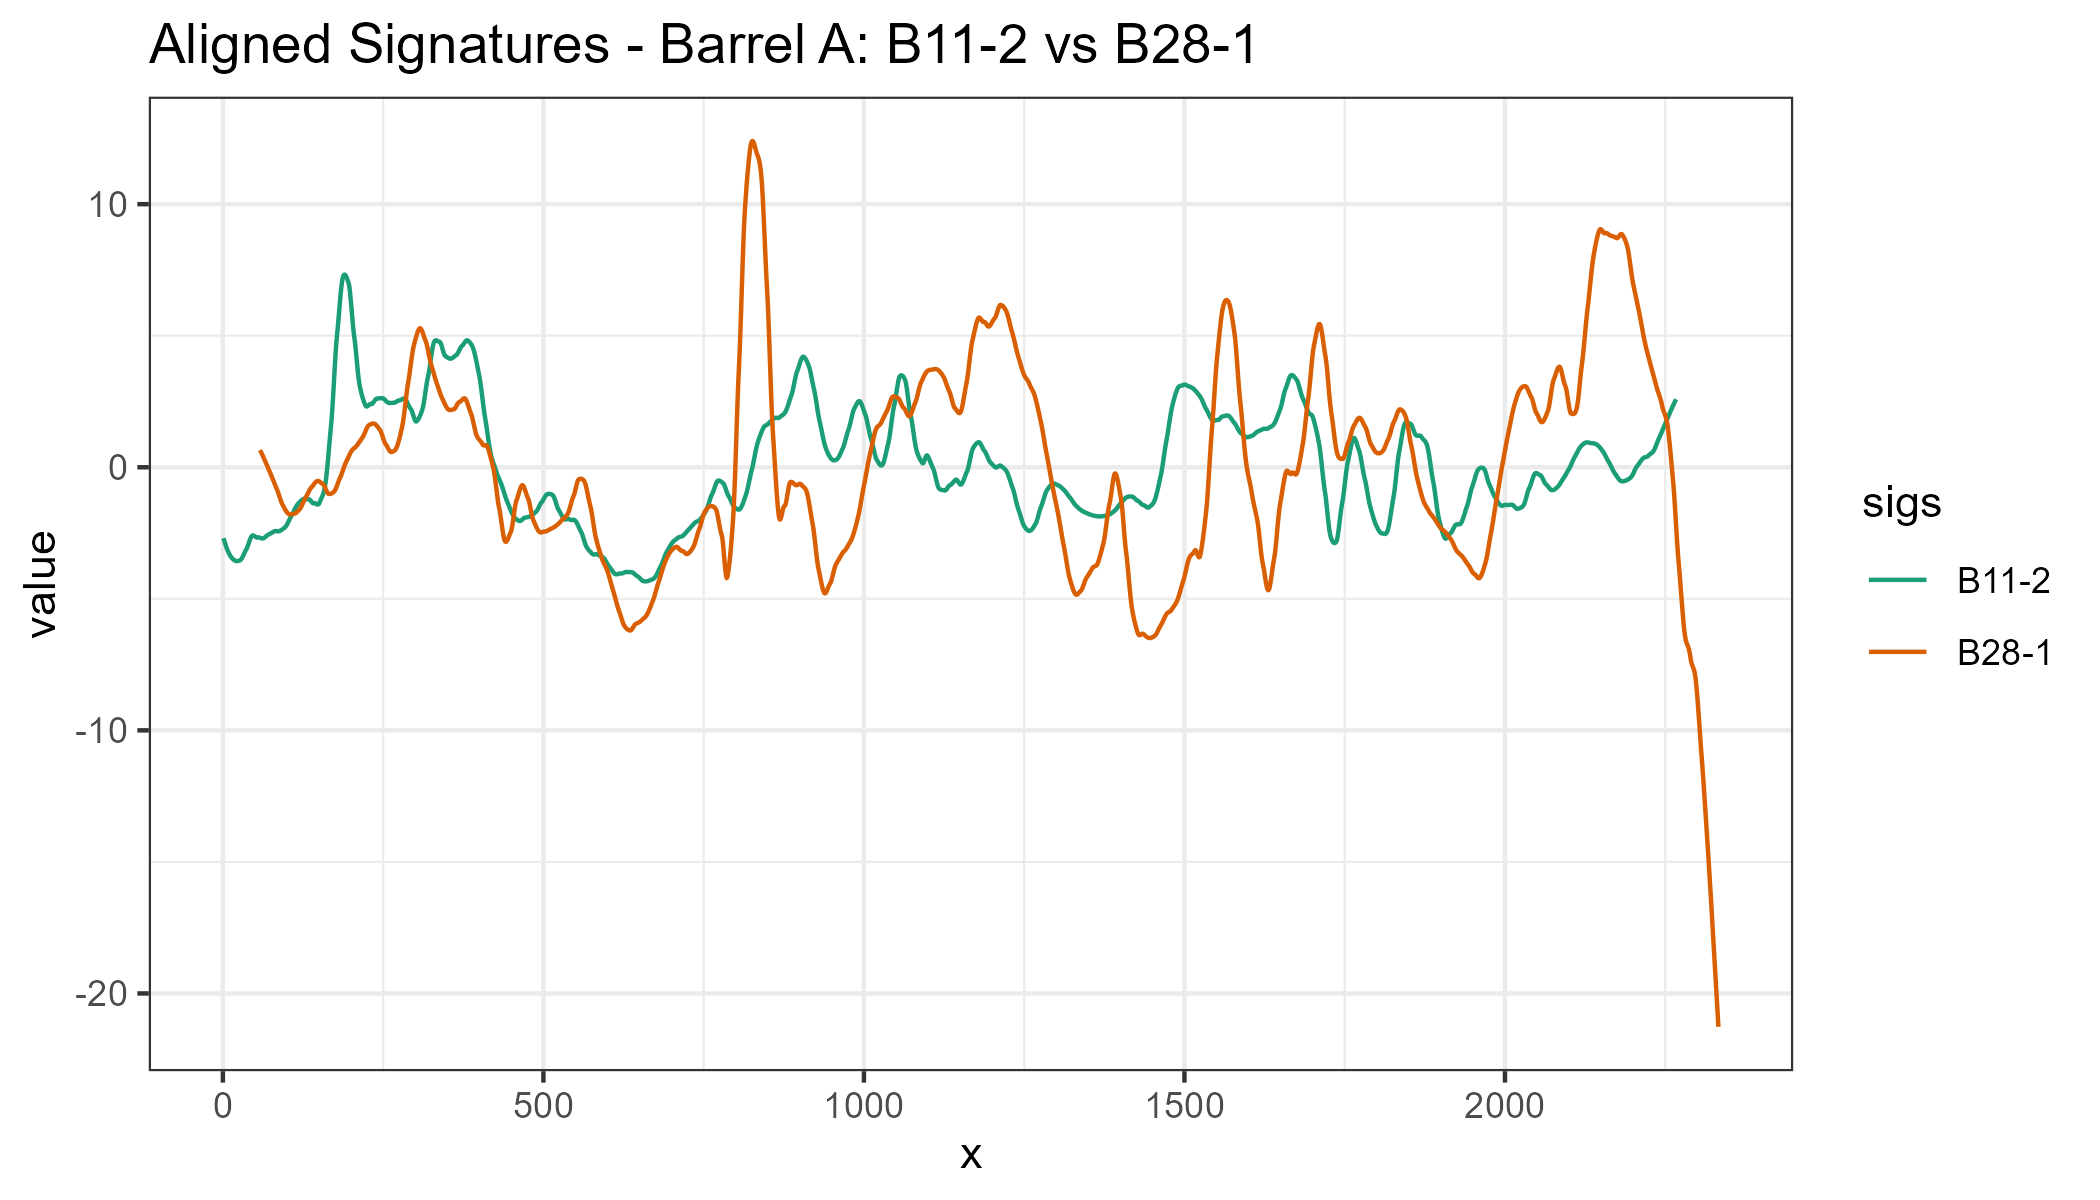 Aligned Signatures - Barrel A: B11-2 vs B28-1
value
10
0
-10
-20
0 500 1000 1500 2000
x
sigs
B11-2
B28-1